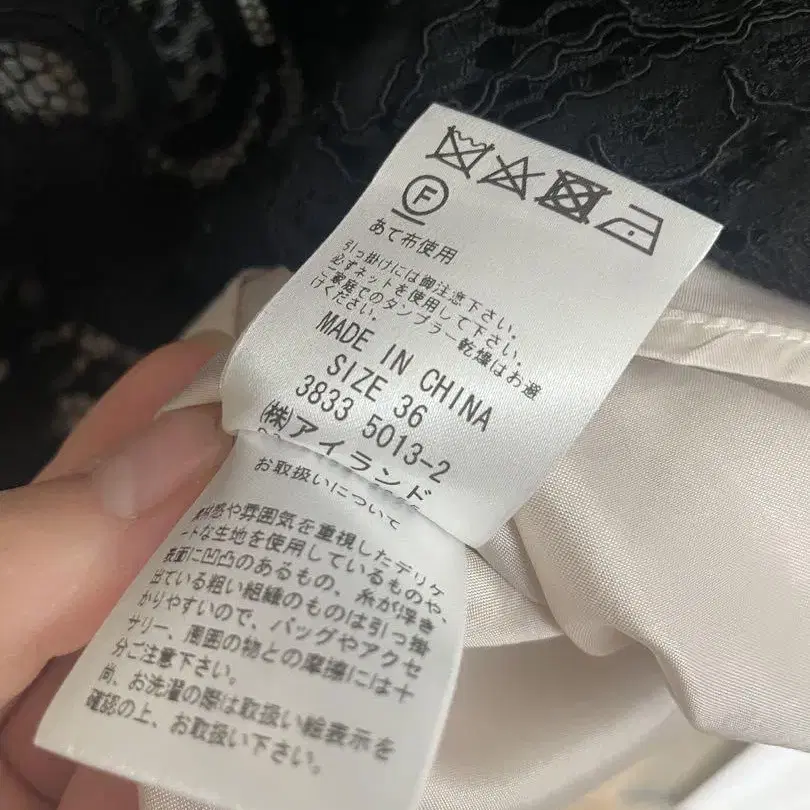 F
あて布使用
引っ掛けには御注意下さい。
必ずネットを使用して下さい。
ご家庭でのタンブラー乾燥はお避
けください。
MADE IN CHINA
SIZE 36
3833 5013-2
(株)アイランド
お取扱いについて
素材感や雰囲気を重視したデリケ
ートな生地を使用しているものや、
表面に凹凸のあるもの、糸が浮き
出ている粗い組織のものは引っ掛
かりやすいので、バッグやアクセ
サリー、周囲の物との摩擦には十
分ご注意下さい。
尚、お洗濯の際は取扱い絵表示を
確認の上、お取扱い下さい。